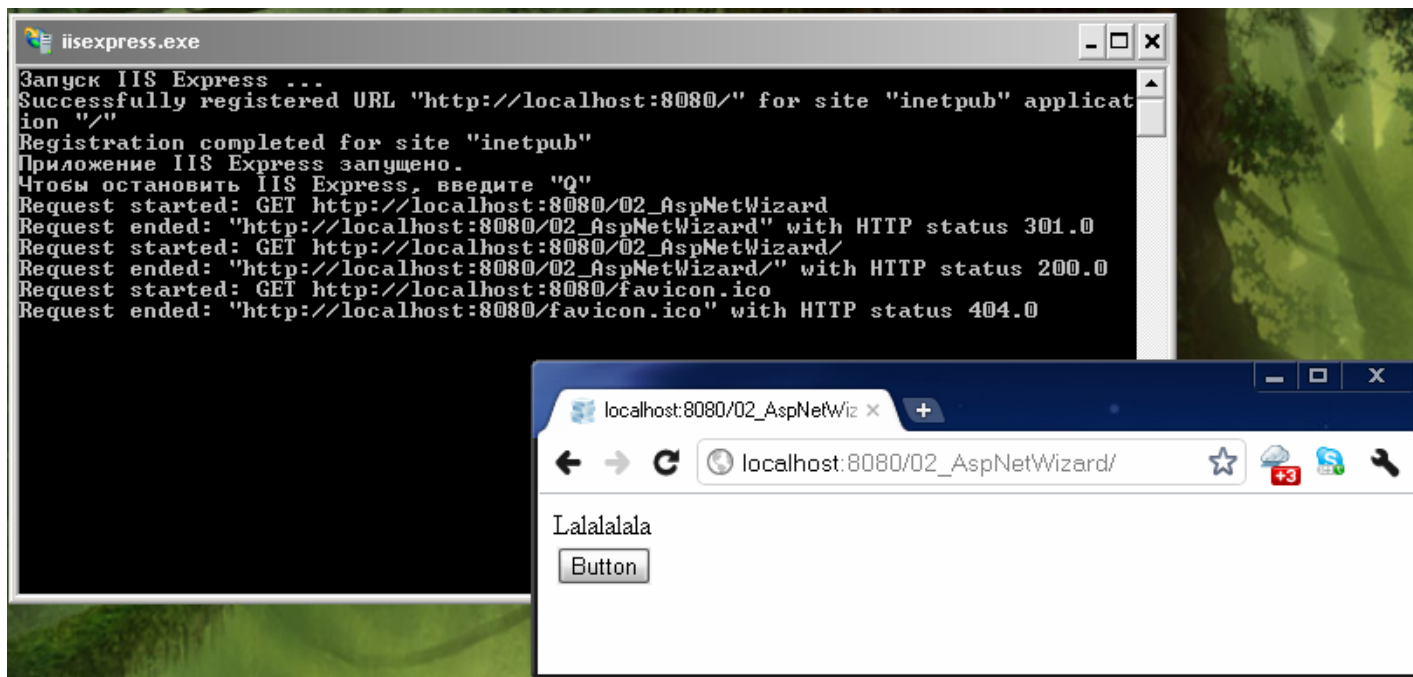 iisexpress.exe
Запуск IIS Express ...
Successfully registered URL "http://localhost:8080/" for site "inetpub" applicat
ion "/"
Registration completed for site "inetpub"
Приложение IIS Express запущено.
Чтобы остановить IIS Express, введите "Q"
Request started: GET http://localhost:8080/02_AspNetWizard
Request ended: "http://localhost:8080/02_AspNetWizard" with HTTP status 301.0
Request started: GET http://localhost:8080/02_AspNetWizard/
Request ended: "http://localhost:8080/02_AspNetWizard/" with HTTP status 200.0
Request started: GET http://localhost:8080/favicon.ico
Request ended: "http://localhost:8080/favicon.ico" with HTTP status 404.0
localhost:8080/02_AspNetWiz
localhost:8080/02_AspNetWizard/
+3
Lalalalala
Button